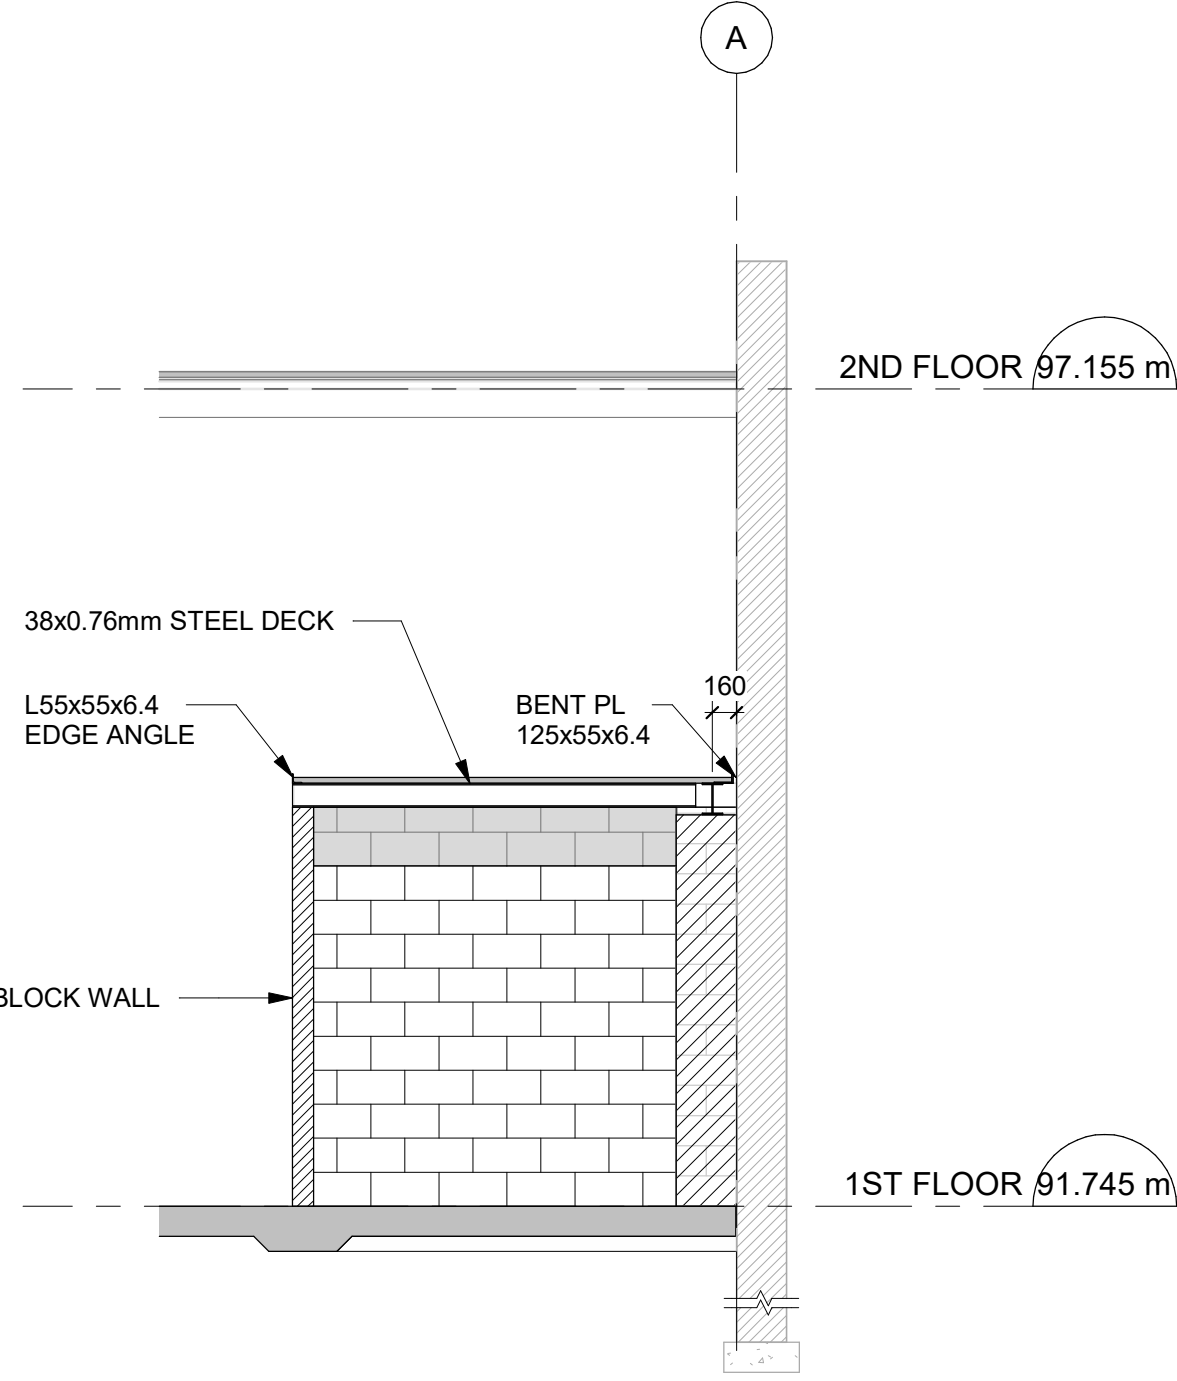 A
2ND FLOOR 97.155 m
38x0.76mm STEEL DECK
L55x55x6.4
EDGE ANGLE
BENT PL
125x55x6.4
160
BLOCK WALL
1ST FLOOR 91.745 m